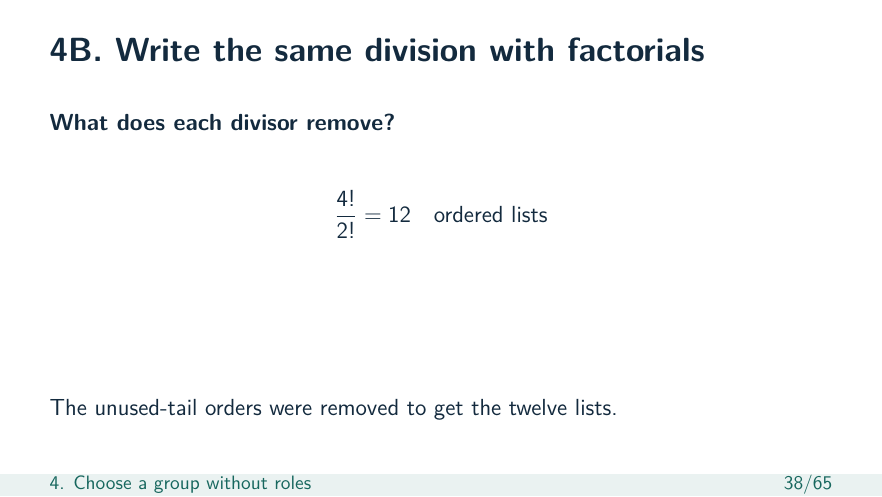 4B. Write the same division with factorials
What does each divisor remove?
4!
2!
= 12 ordered lists
The unused-tail orders were removed to get the twelve lists.
4. Choose a group without roles 38/65